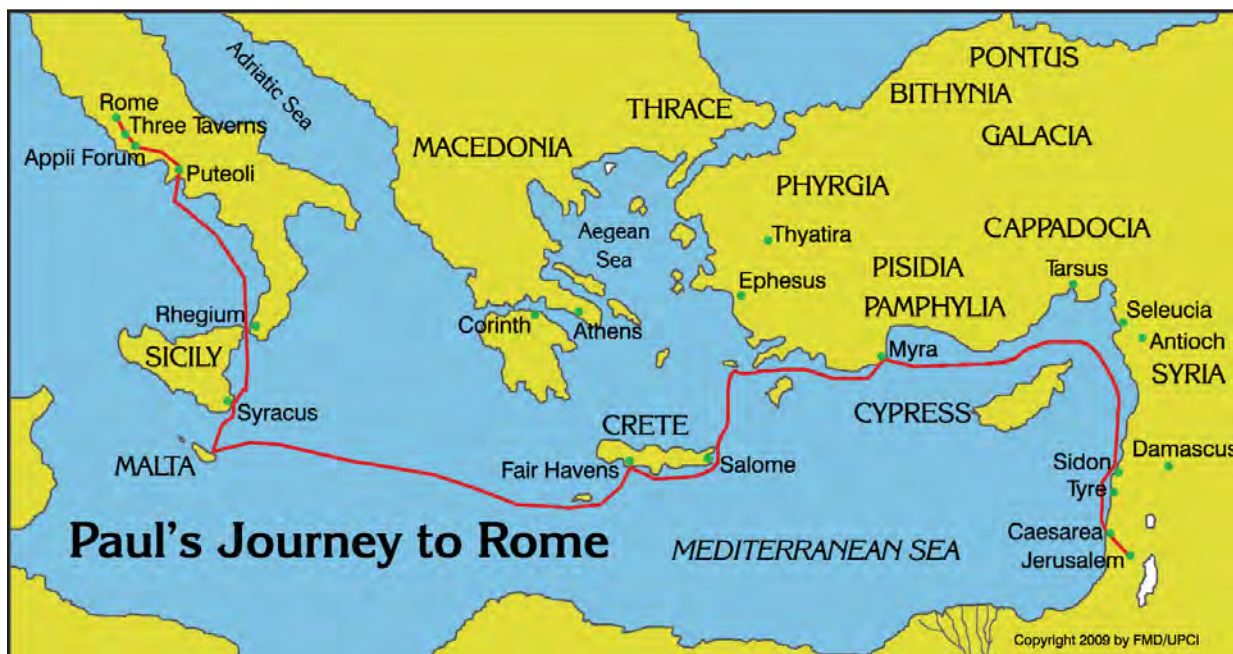 PONTUS
Adriatic Sea
BITHYNIA
Rome
THRACE
Three Taverns
GALACIA
MACEDONIA
Appii Forum
Puteoli
PHYRGIA
Aegean
Sea
Thyatira
CAPPADOCIA
PISIDIA
Tarsus
Ephesus
PAMPHYLIA
Rhegium
Corinth
Athens
Seleucia
Antioch
SICILY
Myra
SYRIA
Syracus
CRETE
CYPRESS
Damascus
MALTA
Fair Havens
Salome
Sidon
Tyre
Paul's Journey to Rome
MEDITERRANEAN SEA
Caesarea
Jerusalem
Copyright 2009 by FMD/UPCI